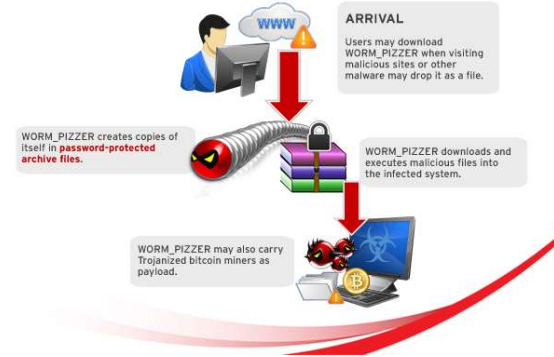 www
ARRIVAL
Users may download
WORM_PIZZER when visiting
malicious sites or other
malware may drop it as a file.
WORM_PIZZER creates copies of
itself in password-protected
archive files.
WORM_PIZZER downloads and
executes malicious files into
the infected system.
WORM_PIZZER may also carry
Trojanized bitcoin miners as
payload.